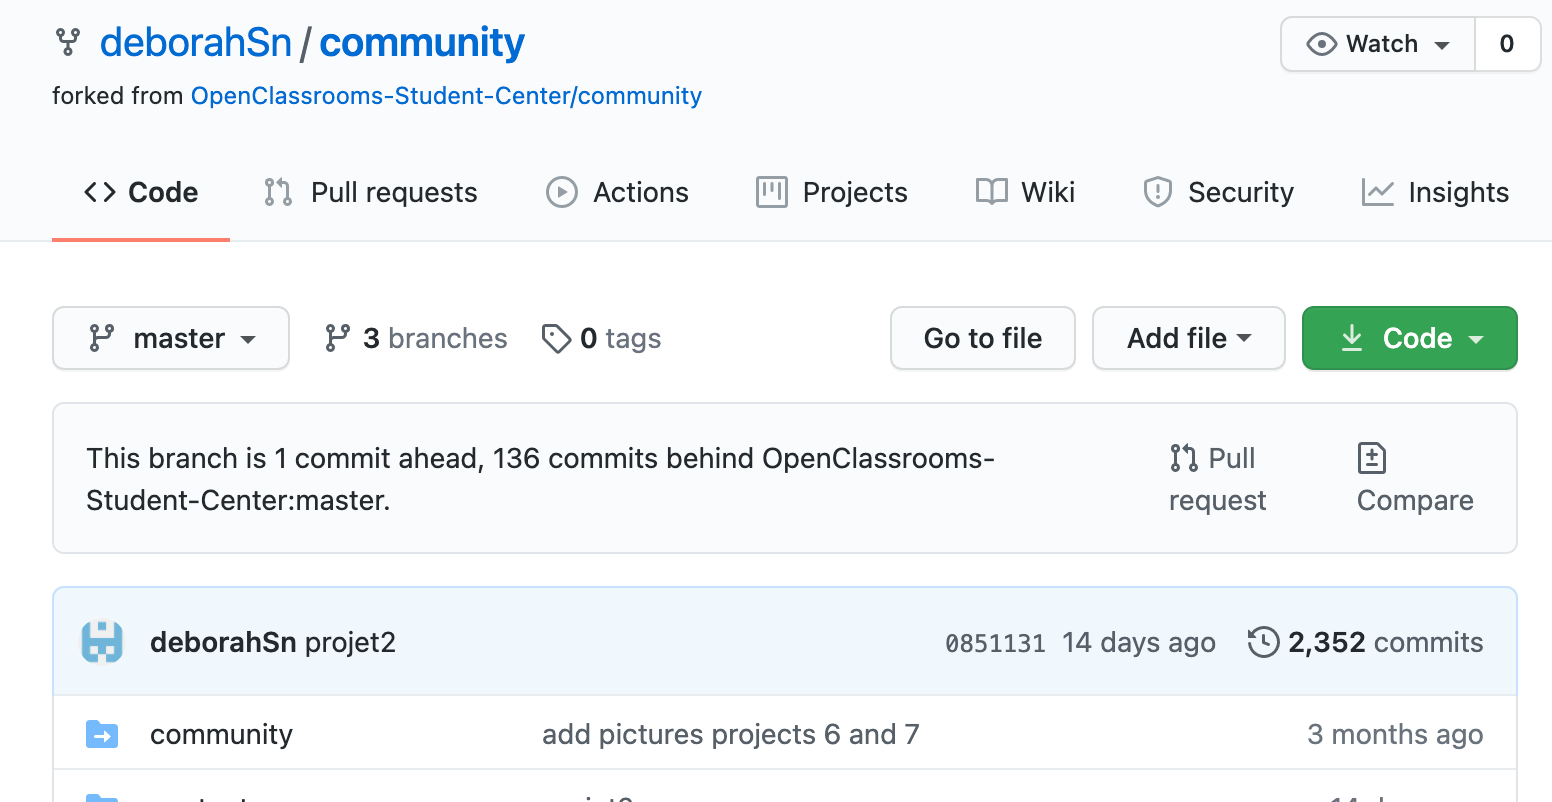 deborahSn / community
Watch 0
forked from OpenClassrooms-Student-Center/community
Code Pull requests Actions Projects Wiki Security Insights
master 3 branches 0 tags Go to file Add file Code
This branch is 1 commit ahead, 136 commits behind OpenClassrooms-
Student-Center:master.
Pull
request
Compare
deborahSn projet2 0851131 14 days ago 2,352 commits
community add pictures projects 6 and 7 3 months ago